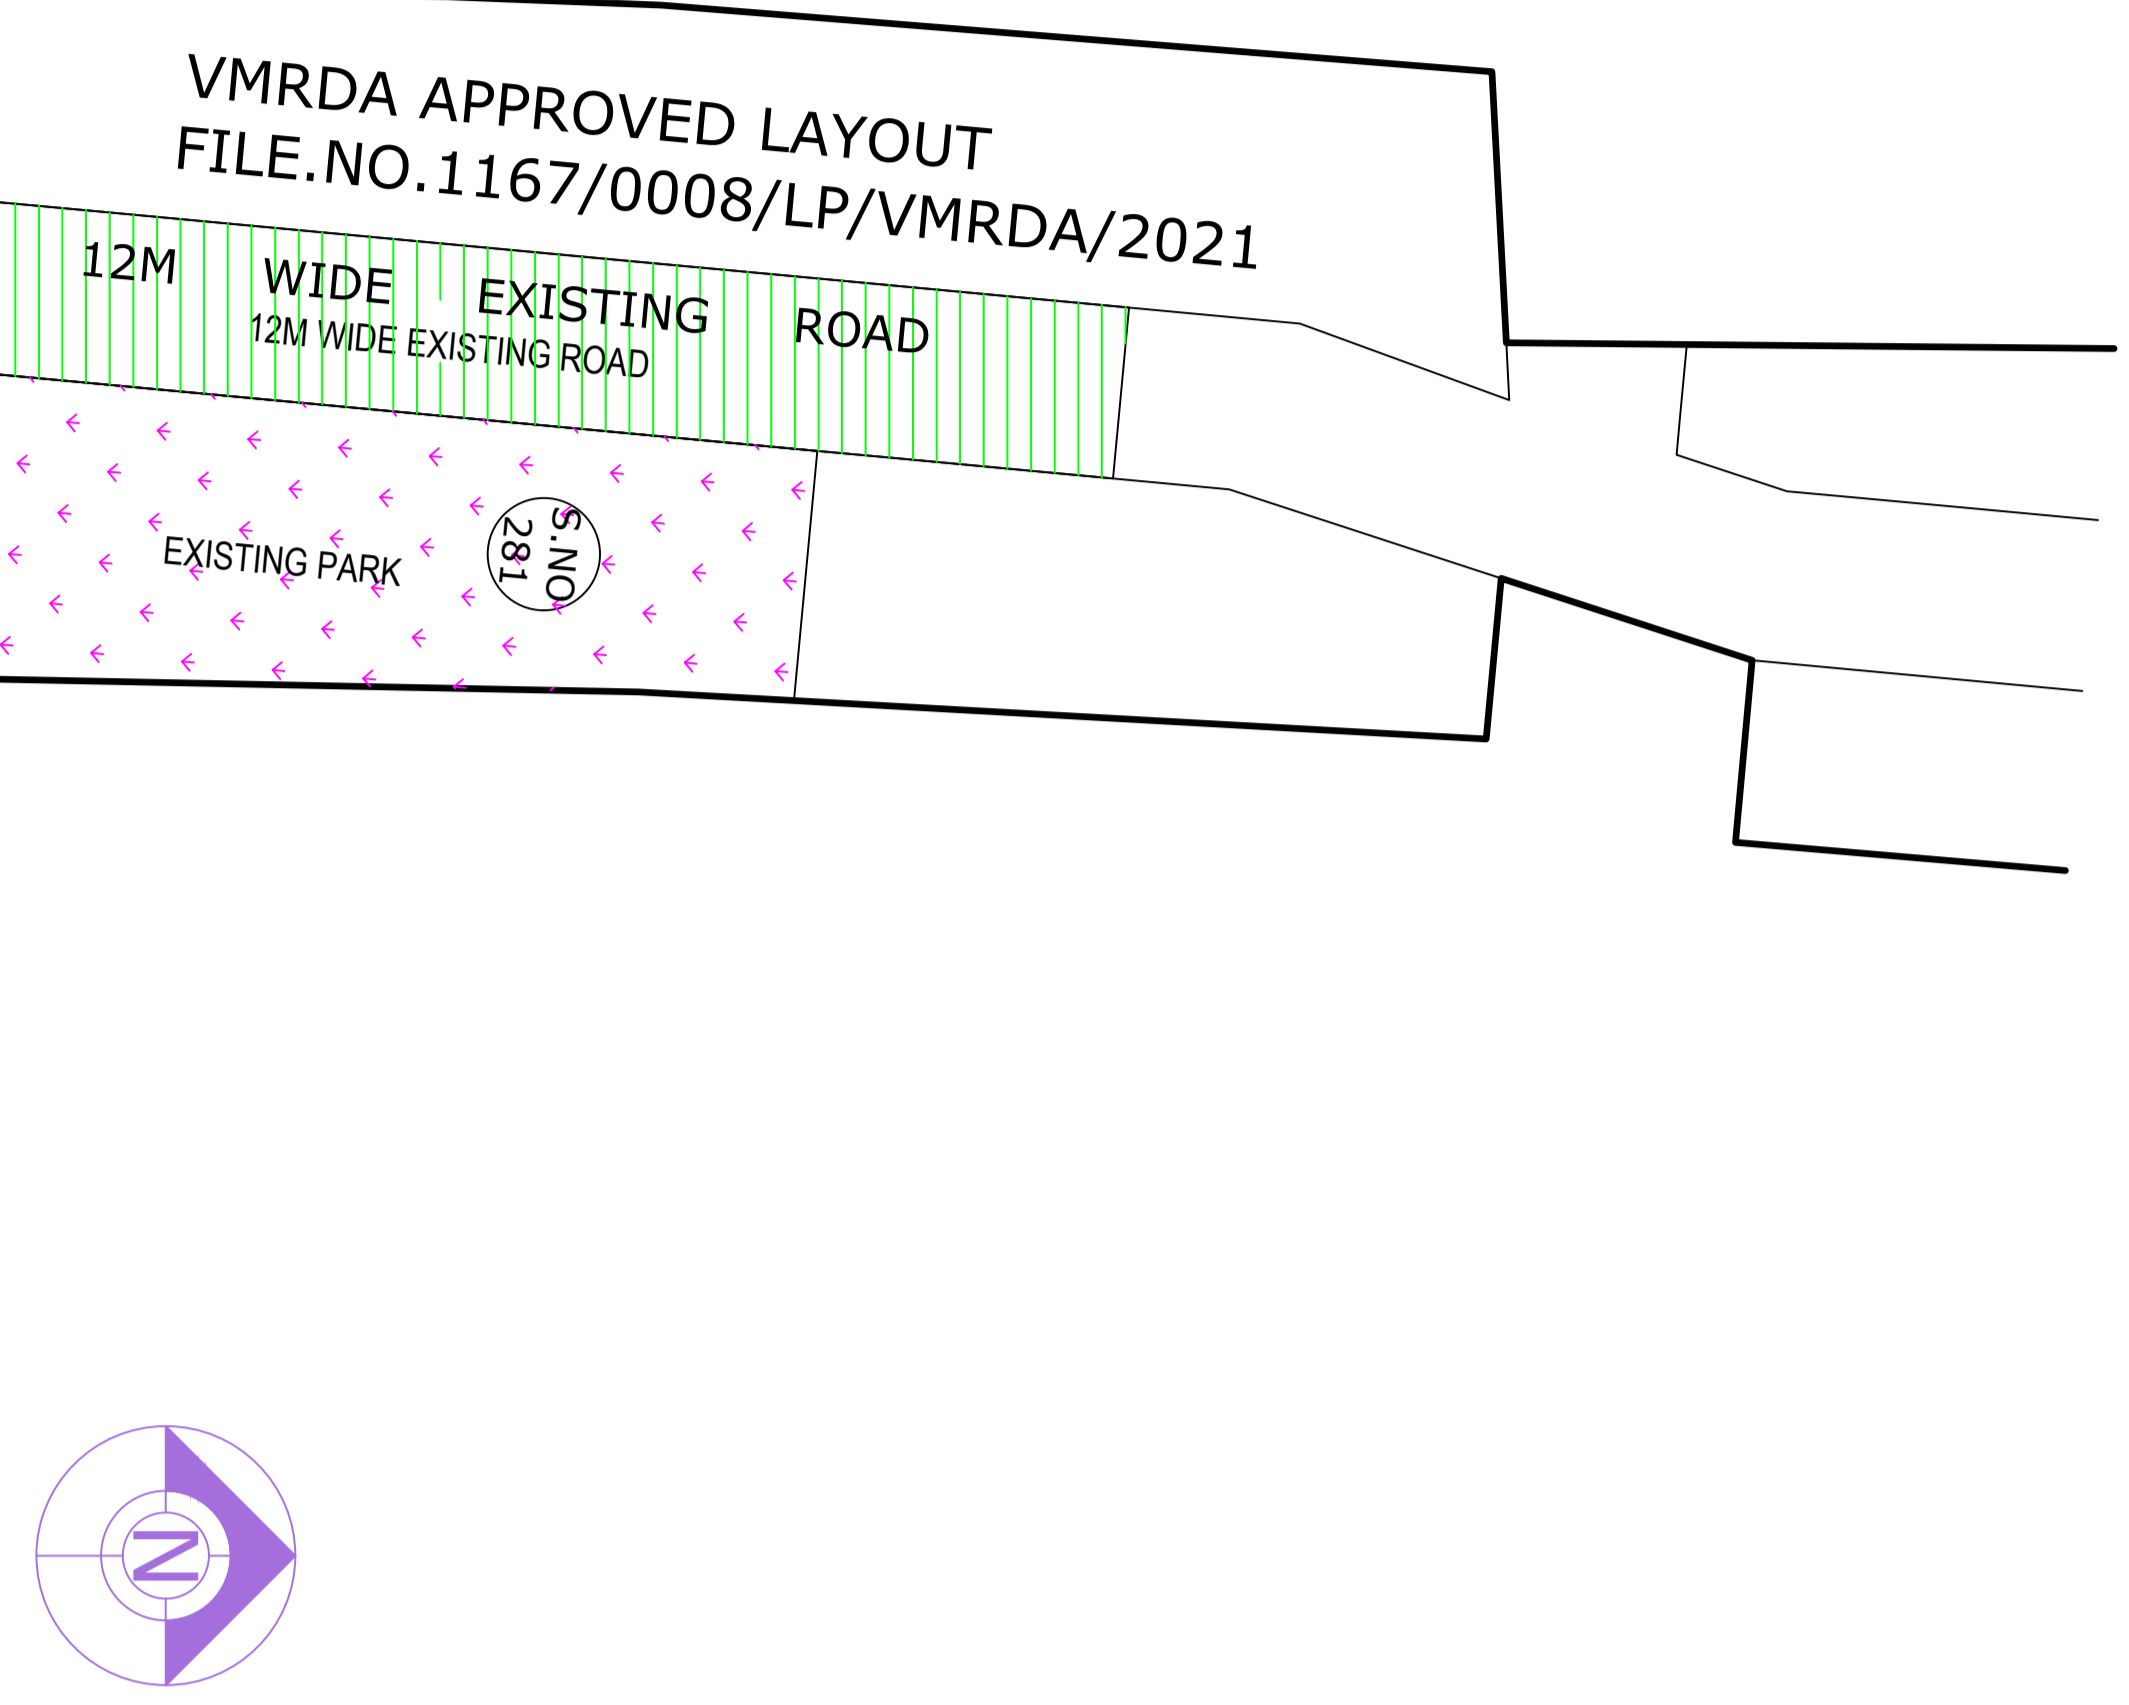 VMRDA APPROVED LAYOUT
FILE.NO.1167/0008/LP/VMRDA/2021
12M WIDE EXISTING ROAD
12M WIDE EXISTING ROAD
EXISTING PARK
S.NO
281
N